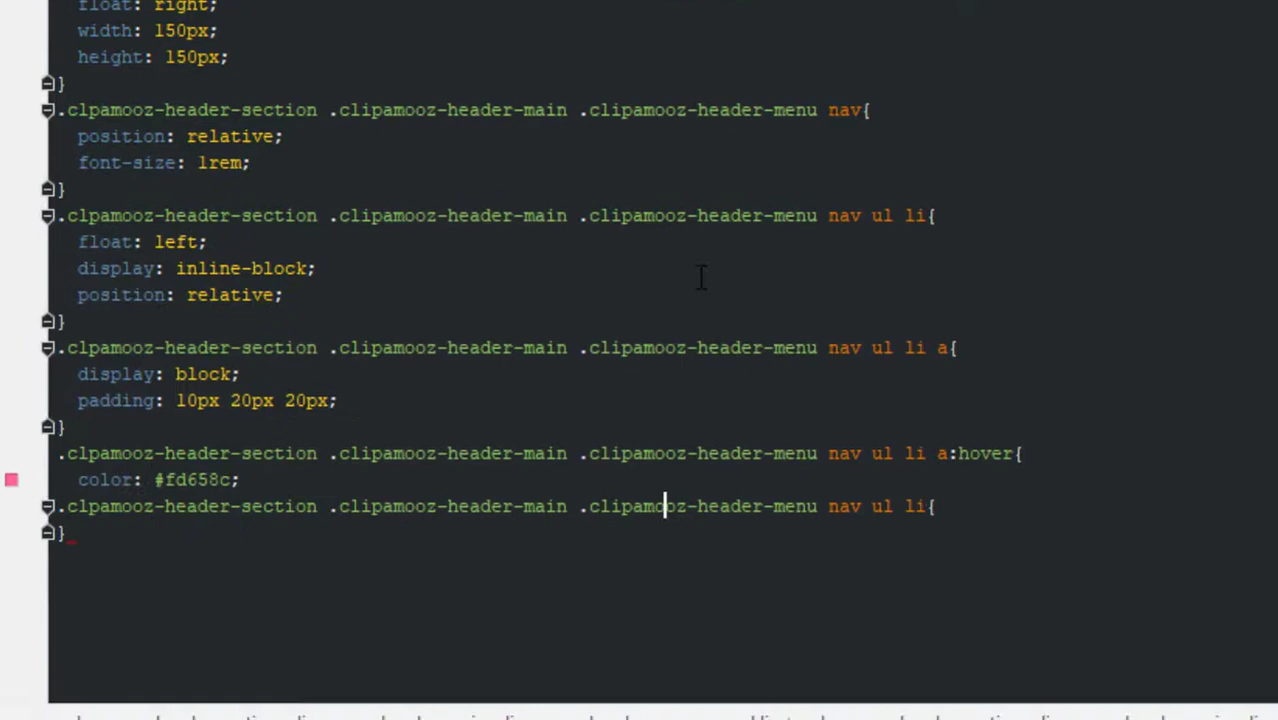 float: right;
width: 150px;
height: 150px;
}
.clpamooz-header-section .clipamooz-header-main .clipamooz-header-menu nav{
position: relative;
font-size: 1rem;
}
.clpamooz-header-section .clipamooz-header-main .clipamooz-header-menu nav ul li{
float: left;
display: inline-block;
position: relative;
}
.clpamooz-header-section .clipamooz-header-main .clipamooz-header-menu nav ul li a{
display: block;
padding: 10px 20px 20px;
}
.clpamooz-header-section .clipamooz-header-main .clipamooz-header-menu nav ul li a:hover{
color: #fd658c;
.clpamooz-header-section .clipamooz-header-main .clipamooz-header-menu nav ul li{
}